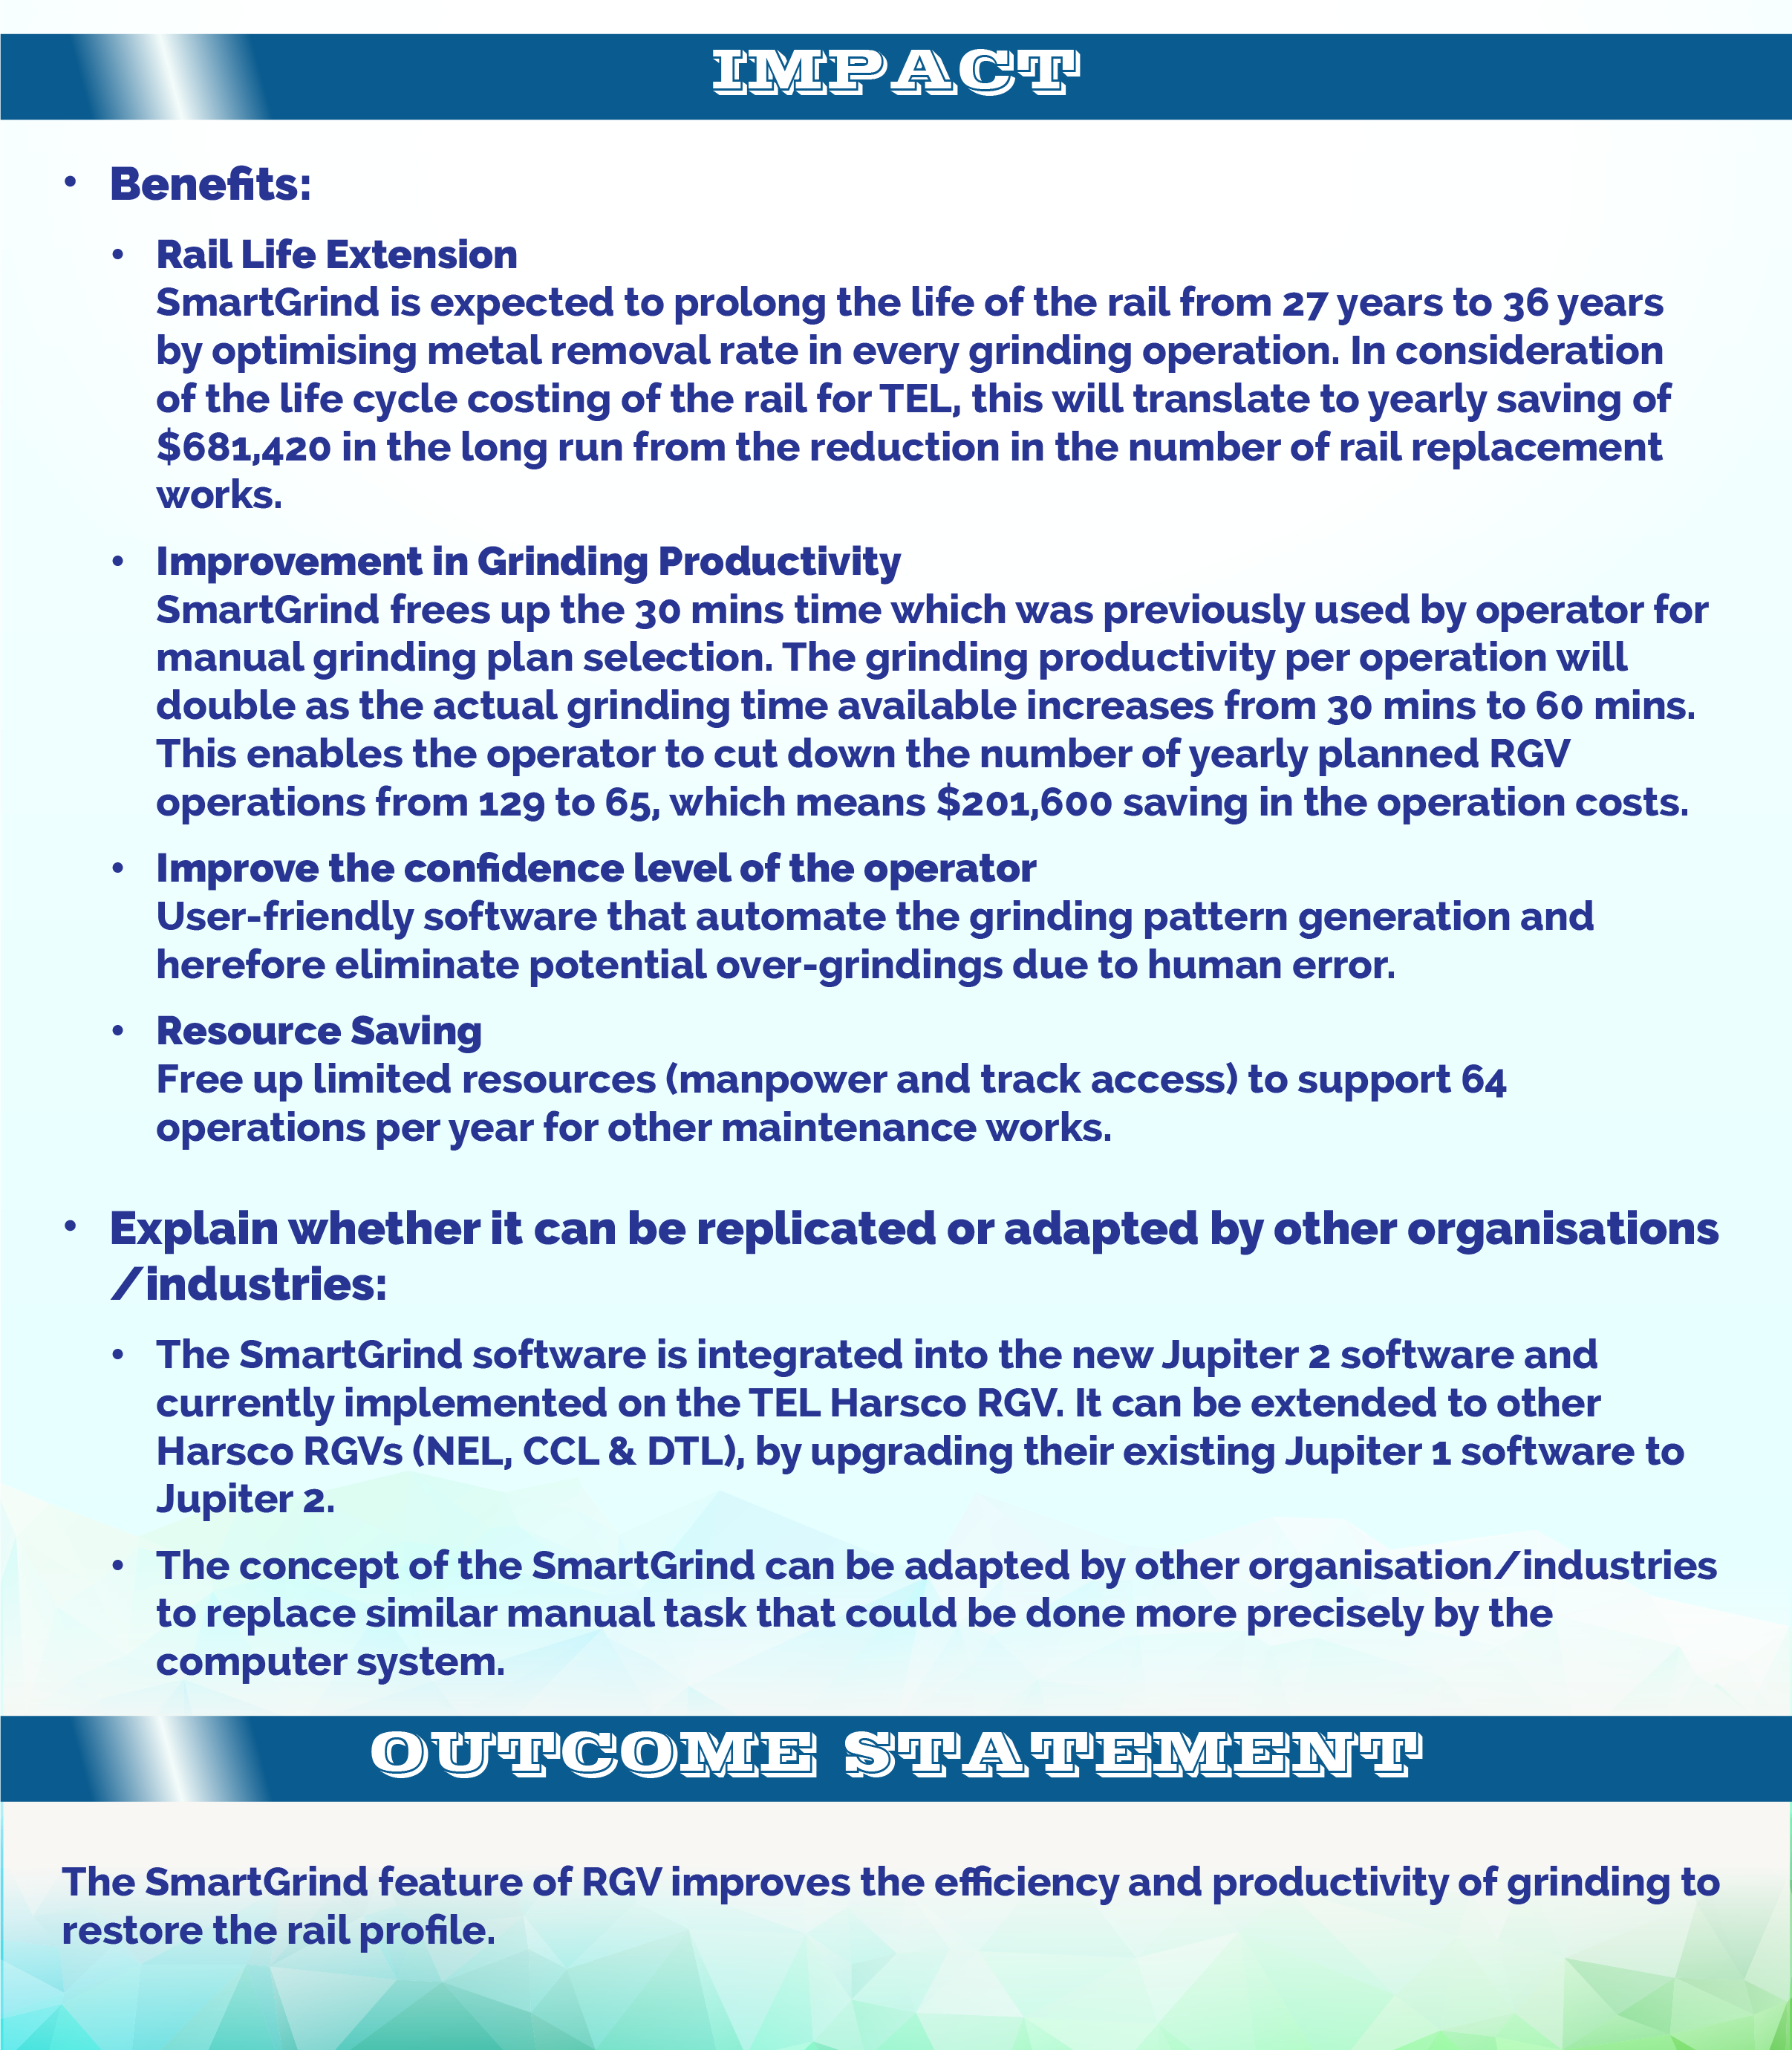 IMPACT
• Benefits:
• Rail Life Extension
SmartGrind is expected to prolong the life of the rail from 27 years to 36 years
by optimising metal removal rate in every grinding operation. In consideration
of the life cycle costing of the rail for TEL, this will translate to yearly saving of
$681,420 in the long run from the reduction in the number of rail replacement
works.
• Improvement in Grinding Productivity
SmartGrind frees up the 30 mins time which was previously used by operator for
manual grinding plan selection. The grinding productivity per operation will
double as the actual grinding time available increases from 30 mins to 60 mins.
This enables the operator to cut down the number of yearly planned RGV
operations from 129 to 65, which means $201,600 saving in the operation costs.
• Improve the confidence level of the operator
User-friendly software that automate the grinding pattern generation and
herefore eliminate potential over-grindings due to human error.
• Resource Saving
Free up limited resources (manpower and track access) to support 64
operations per year for other maintenance works.
• Explain whether it can be replicated or adapted by other organisations
/industries:
• The SmartGrind software is integrated into the new Jupiter 2 software and
currently implemented on the TEL Harsco RGV. It can be extended to other
Harsco RGVs (NEL, CCL & DTL), by upgrading their existing Jupiter 1 software to
Jupiter 2.
• The concept of the SmartGrind can be adapted by other organisation/industries
to replace similar manual task that could be done more precisely by the
computer system.
OUTCOME STATEMENT
The SmartGrind feature of RGV improves the efficiency and productivity of grinding to
restore the rail profile.